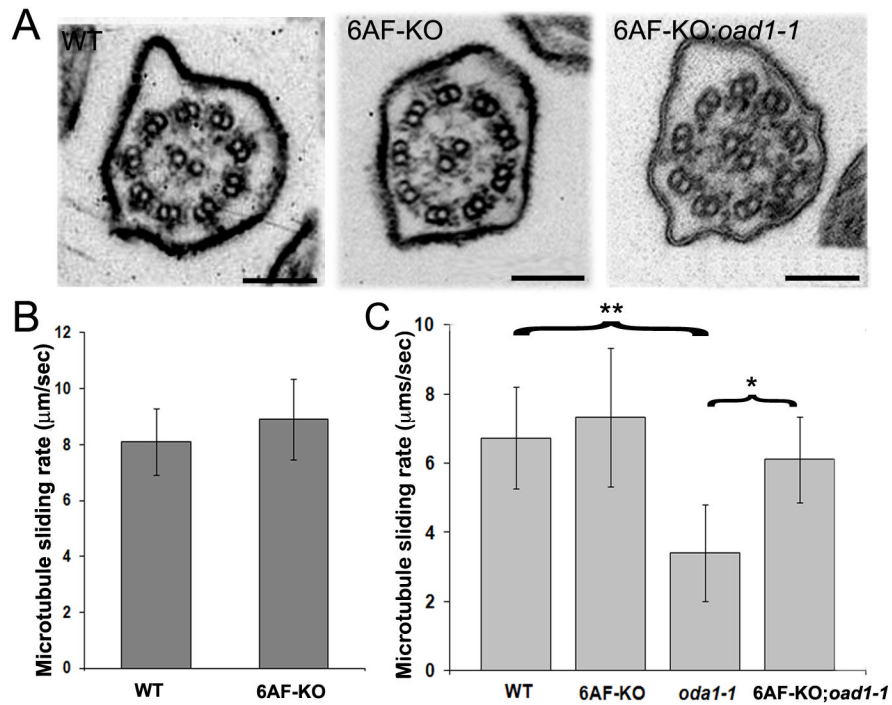 A
WT
6AF-KO
6AF-KO;oad1-1
B
Microtubule sliding rate (μm/sec)
12
10
8
6
4
2
0
WT
6AF-KO
C
Microtubule sliding rate (μms/sec)
10
8
6
4
2
0
**
*
WT
6AF-KO
oda1-1
6AF-KO;oad1-1